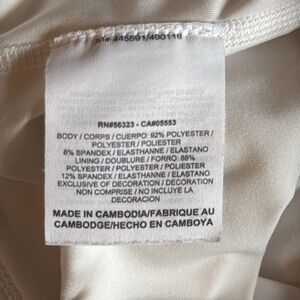 445591/490118
RN#56323 - CA#05553
BODY / CORPS / CUERPO: 92% POLYESTER /
POLYESTER / POLIESTER
8% SPANDEX / ELASTHANNE / ELASTANO
LINING / DOUBLURE / FORRO: 88%
POLYESTER / POLYESTER / POLIESTER
12% SPANDEX / ELASTHANNE / ELASTANO
EXCLUSIVE OF DECORATION / DECORATION
NON COMPRISE / NO INCLUYE LA
DECORACION
MADE IN CAMBODIA/FABRIQUE AU
CAMBODGE/HECHO EN CAMBOYA